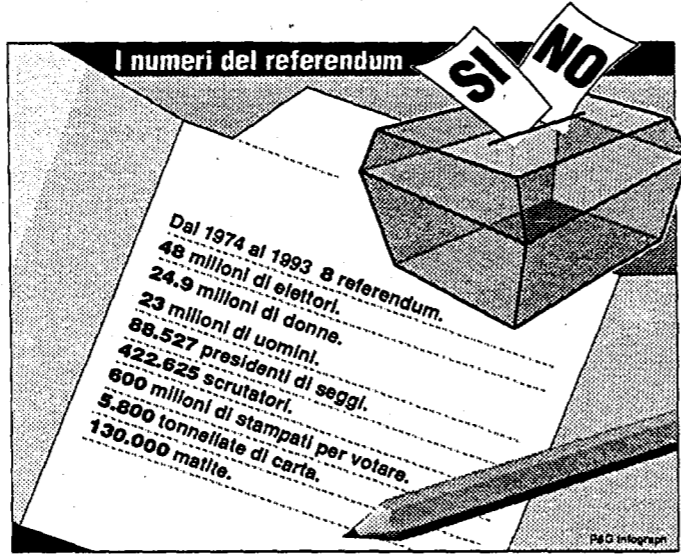 I numeri del referendum
SI
NO
Dal 1974 al 1993 8 referendum.
48 milioni di elettori.
24.9 milioni di donne.
23 milioni di uomini.
88.527 presidenti di seggi.
422.625 scrutatori.
600 milioni di stampati per votare.
5.800 tonnellate di carta.
130.000 matite.
P&G Infograph